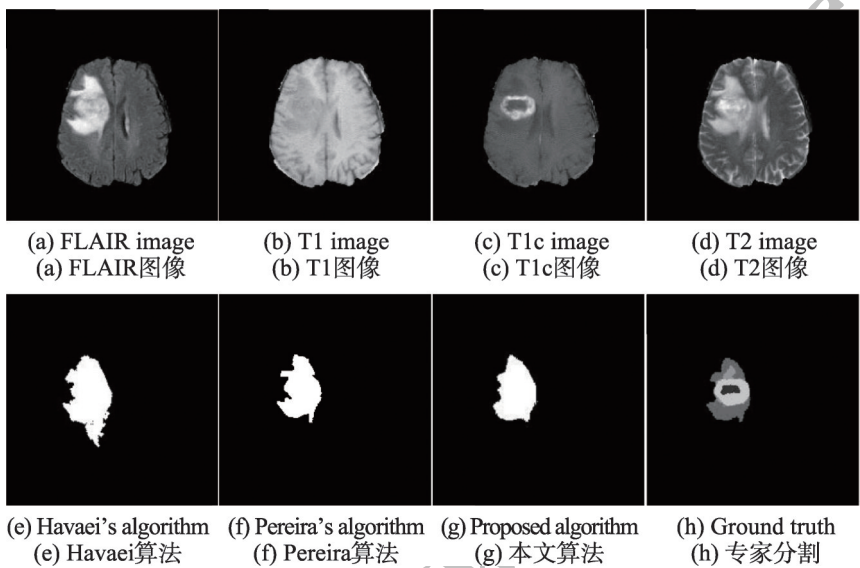 (a) FLAIR image
(a) FLAIR图像
(b) T1 image
(b) T1图像
(c) T1c image
(c) T1c图像
(d) T2 image
(d) T2图像
(e) Havaei's algorithm
(e) Havaei算法
(f) Pereira's algorithm
(f) Pereira算法
(g) Proposed algorithm
(g) 本文算法
(h) Ground truth
(h) 专家分割